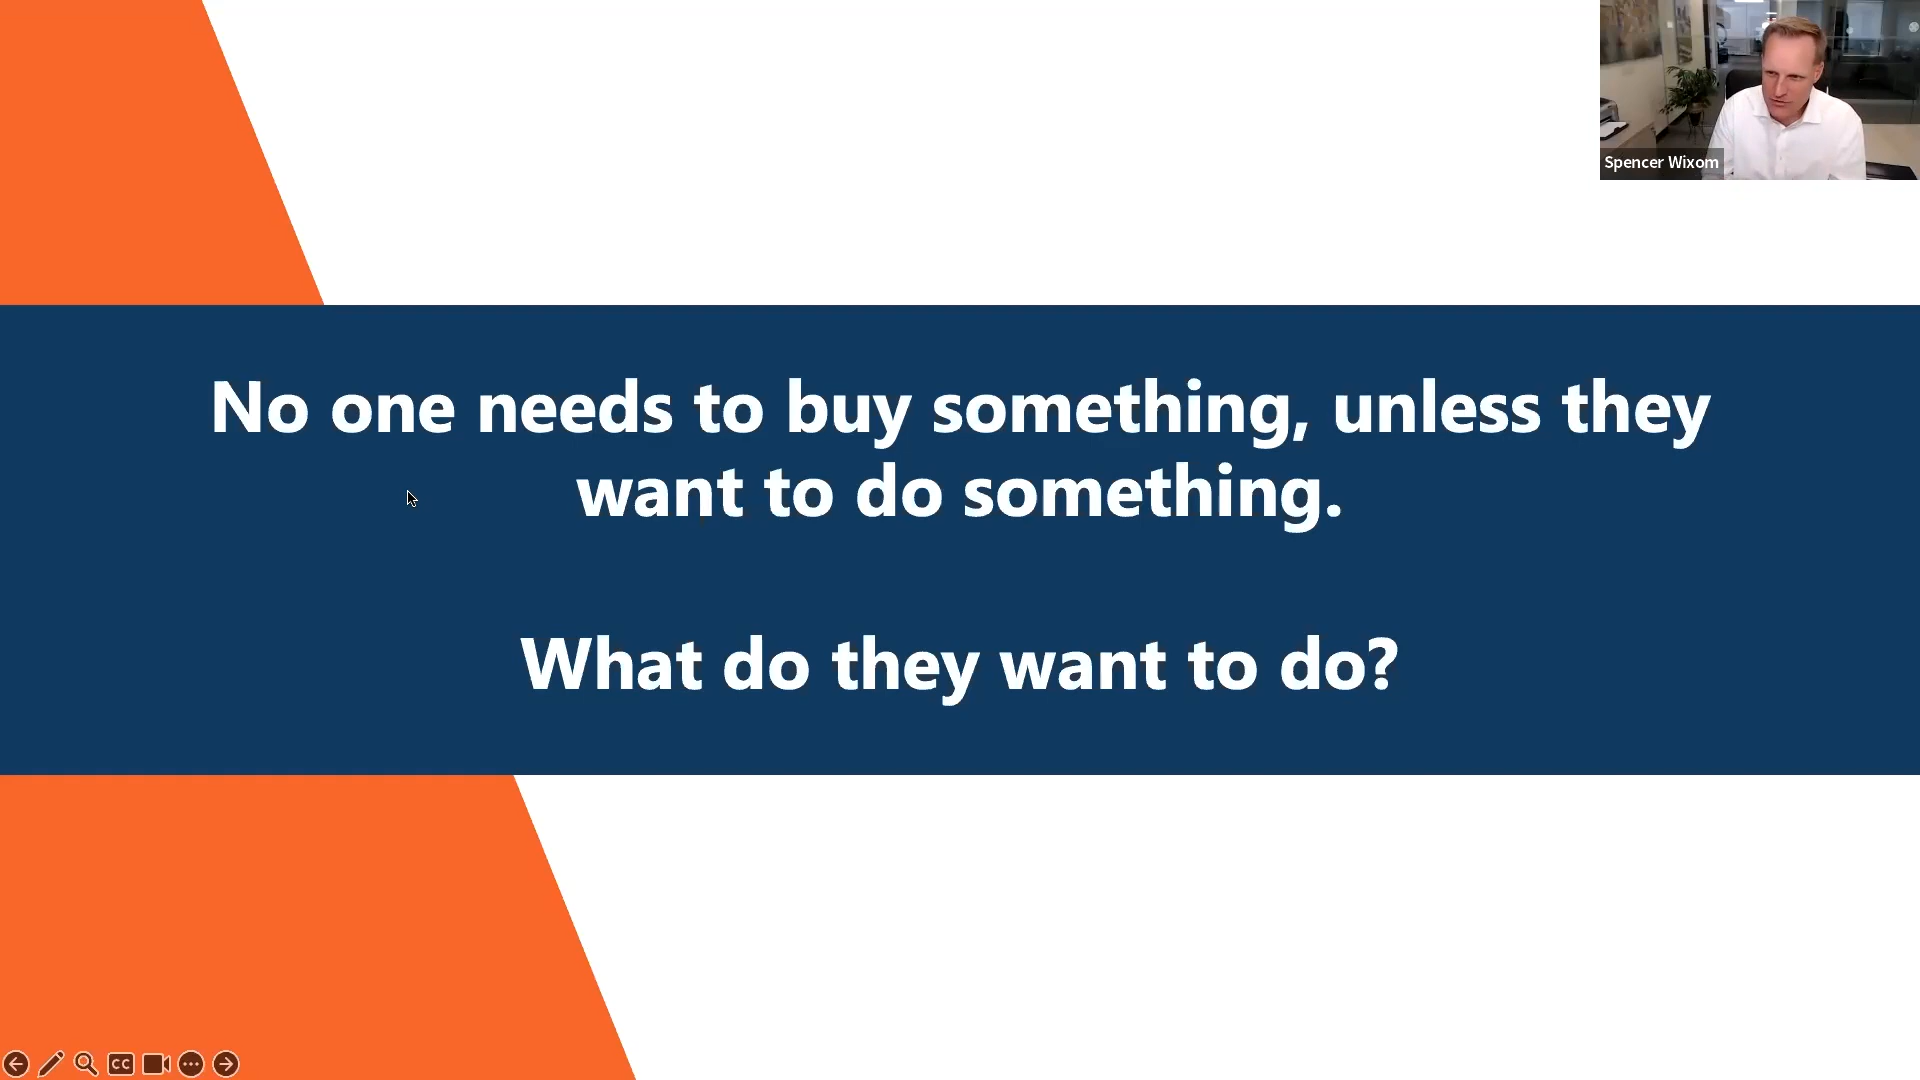 Spencer Wixom
No one needs to buy something, unless they
want to do something.
What do they want to do?
CC